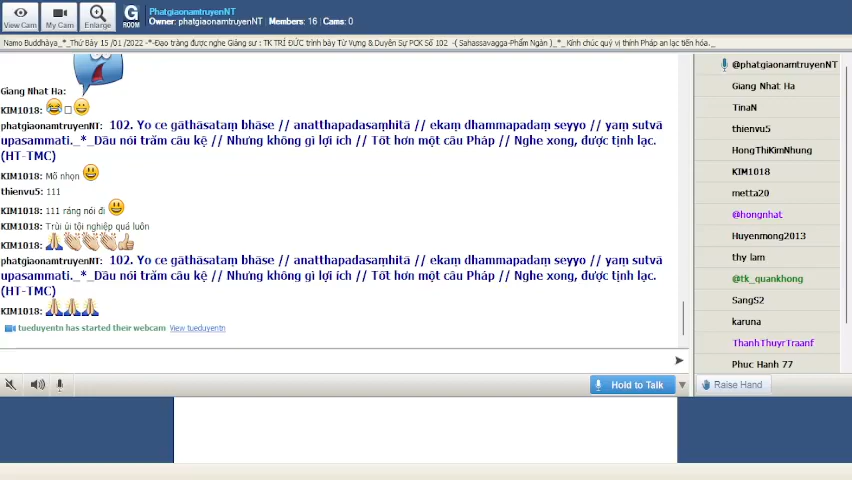 View Cam
My Cam
Enlarge
G
ROOM
PhatgiaonamtruyenNT
Owner: phatgiaonamtruyenNT | Members: 16 | Cams: 0
Namo Buddhàya_*_Thứ Bảy 15 /01 /2022 -*-Đạo tràng được nghe Giảng sư : TK TRÍ ĐỨC trình bày Từ Vựng & Duyên Sự PCK Số 102 -( Sahassavagga-Phẩm Ngàn )_*_ Kính chúc quý vị thính Pháp an lạc tiến hóa._
Giang Nhat Ha:
KIM1018:
phatgiaonamtruyenNT: 102. Yo ce gāthāsataṃ bhāse // anatthapadasaṃhitā // ekaṃ dhammapadaṃ seyyo // yaṃ sutvā
upasammati._*_Dầu nói trăm câu kệ // Nhưng không gì lợi ích // Tốt hơn một câu Pháp // Nghe xong, được tịnh lạc.
(HT-TMC)
KIM1018: Mổ nhọn
thienvu5: 111
KIM1018: 111 ráng nói đi
KIM1018: Trùi úi tội nghiệp quá luôn
KIM1018:
phatgiaonamtruyenNT: 102. Yo ce gāthāsataṃ bhāse // anatthapadasaṃhitā // ekaṃ dhammapadaṃ seyyo // yaṃ sutvā
upasammati._*_Dầu nói trăm câu kệ // Nhưng không gì lợi ích // Tốt hơn một câu Pháp // Nghe xong, được tịnh lạc.
(HT-TMC)
KIM1018:
tueduyentn has started their webcam View tueduyentn
Hold to Talk
@phatgiaonamtruyenNT
Giang Nhat Ha
TinaN
thienvu5
HongThiKimNhung
KIM1018
metta20
@hongnhat
Huyenmong2013
thy lam
@tk_quankhong
SangS2
karuna
ThanhThuyrTraanf
Phuc Hanh 77
Raise Hand